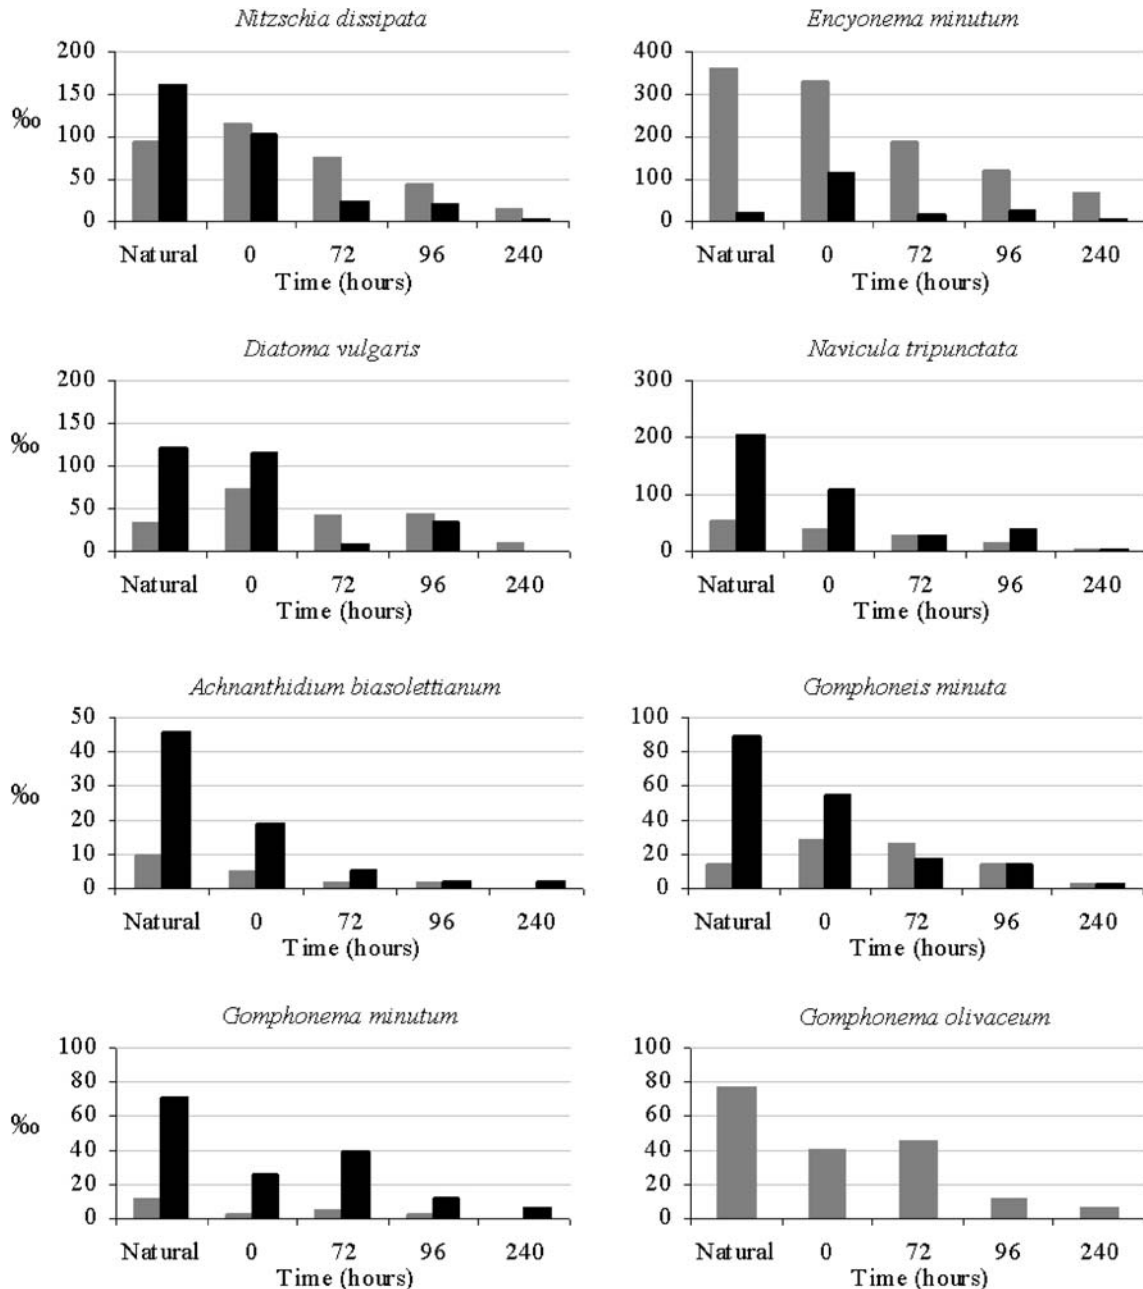 Nitzschia dissipata
Encyonema minutum
200
150
100
50
0
‰
Natural 0 72 96 240
Time (hours)
400
300
200
100
0
Natural 0 72 96 240
Time (hours)
Diatoma vulgaris
Navicula tripunctata
200
150
100
50
0
‰
Natural 0 72 96 240
Time (hours)
300
200
100
0
Natural 0 72 96 240
Time (hours)
Achnanthidium biasolettianum
Gomphoneis minuta
50
40
30
20
10
0
‰
Natural 0 72 96 240
Time (hours)
100
80
60
40
20
0
Natural 0 72 96 240
Time (hours)
Gomphonema minutum
Gomphonema olivaceum
100
80
60
40
20
0
‰
Natural 0 72 96 240
Time (hours)
100
80
60
40
20
0
Natural 0 72 96 240
Time (hours)